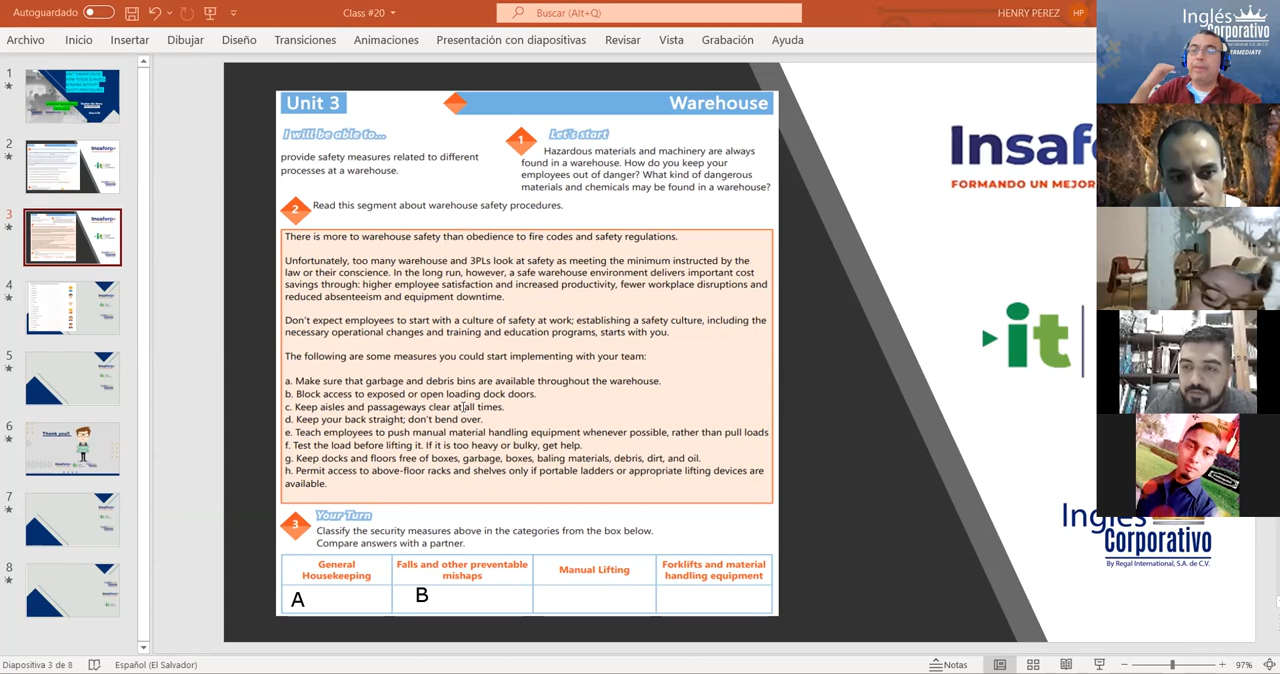 Autoguardado
Class #20
Buscar (Alt+Q)
HENRY PEREZ
HP
Archivo Inicio Insertar Dibujar Diseño Transiciones Animaciones Presentación con diapositivas Revisar Vista Grabación Ayuda
Inglés
Corporativo
1
2
3
4
5
6
7
8
Thank you!!
Unit 3
Warehouse
I will be able to...
provide safety measures related to different
processes at a warehouse.
1
Let's start
Hazardous materials and machinery are always
found in a warehouse. How do you keep your
employees out of danger? What kind of dangerous
materials and chemicals may be found in a warehouse?
2
Read this segment about warehouse safety procedures.
There is more to warehouse safety than obedience to fire codes and safety regulations.
Unfortunately, too many warehouse and 3PLs look at safety as meeting the minimum instructed by the
law or their conscience. In the long run, however, a safe warehouse environment delivers important cost
savings through: higher employee satisfaction and increased productivity, fewer workplace disruptions and
reduced absenteeism and equipment downtime.
Don't expect employees to start with a culture of safety at work; establishing a safety culture, including the
necessary operational changes and training and education programs, starts with you.
The following are some measures you could start implementing with your team:
a. Make sure that garbage and debris bins are available throughout the warehouse.
b. Block access to exposed or open loading dock doors.
c. Keep aisles and passageways clear at all times.
d. Keep your back straight; don't bend over.
e. Teach employees to push manual material handling equipment whenever possible, rather than pull loads
f. Test the load before lifting it. If it is too heavy or bulky, get help.
g. Keep docks and floors free of boxes, garbage, boxes, baling materials, debris, dirt, and oil.
h. Permit access to above-floor racks and shelves only if portable ladders or appropriate lifting devices are
available.
3
Your Turn
Classify the security measures above in the categories from the box below.
Compare answers with a partner.
General
Housekeeping
Falls and other preventable
mishaps
Manual Lifting
Forklifts and material
handling equipment
A
B
Insafo
FORMANDO UN MEJOR
it
Inglés
Corporativo
By Regal International, S.A. de C.V.
Diapositiva 3 de 8
Español (El Salvador)
Notas
97%